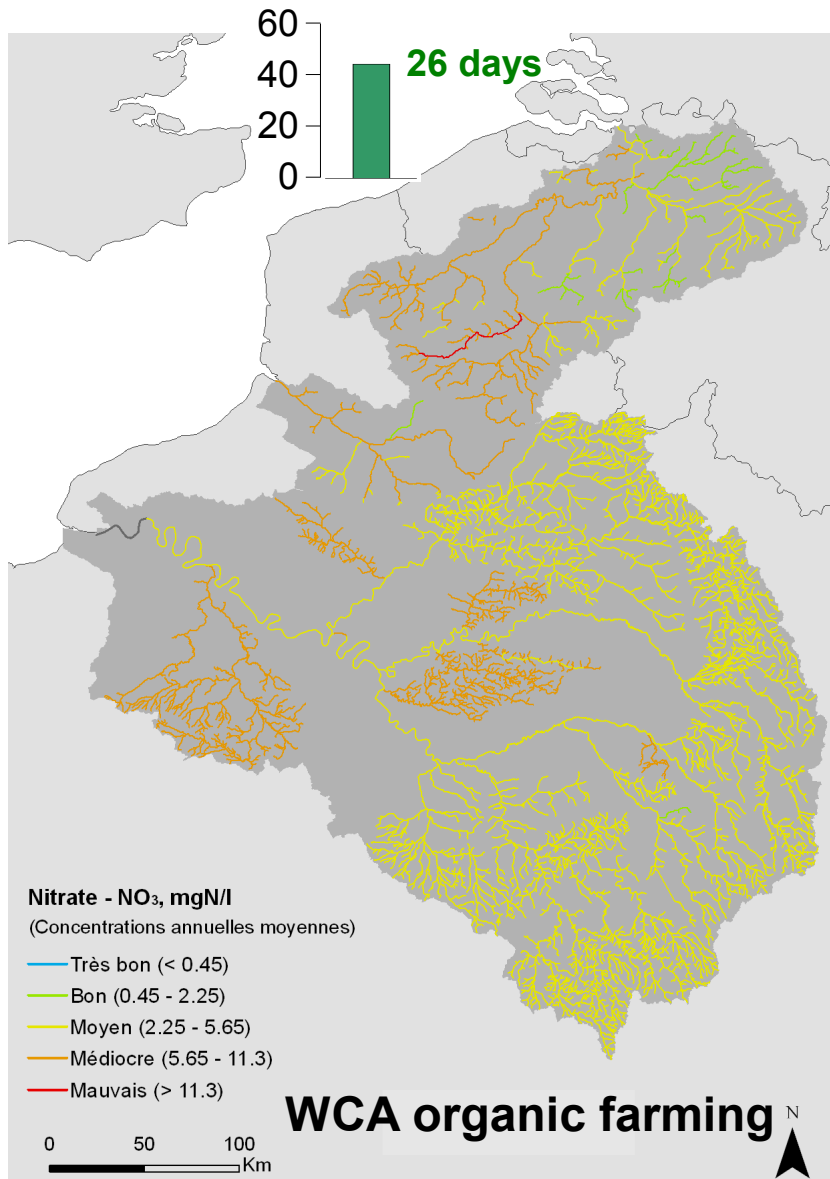 60
26 days
40
20
0
Nitrate - NO₃, mgN/l
(Concentrations annuelles moyennes)
Très bon (< 0.45)
Bon (0.45 - 2.25)
Moyen (2.25 - 5.65)
Médiocre (5.65 - 11.3)
Mauvais (> 11.3)
WCA organic farming
N
0 50 100
Km